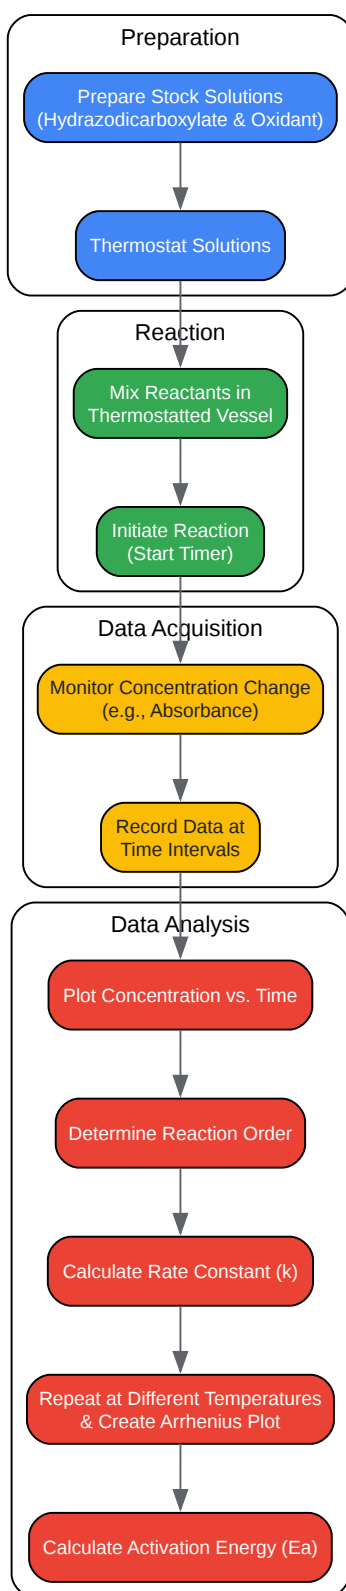 Preparation
Prepare Stock Solutions
(Hydrazodicarboxylate & Oxidant)
Thermostat Solutions
Reaction
Mix Reactants in
Thermostatted Vessel
Initiate Reaction
(Start Timer)
Data Acquisition
Monitor Concentration Change
(e.g., Absorbance)
Record Data at
Time Intervals
Data Analysis
Plot Concentration vs. Time
Determine Reaction Order
Calculate Rate Constant (k)
Repeat at Different Temperatures
& Create Arrhenius Plot
Calculate Activation Energy (Ea)